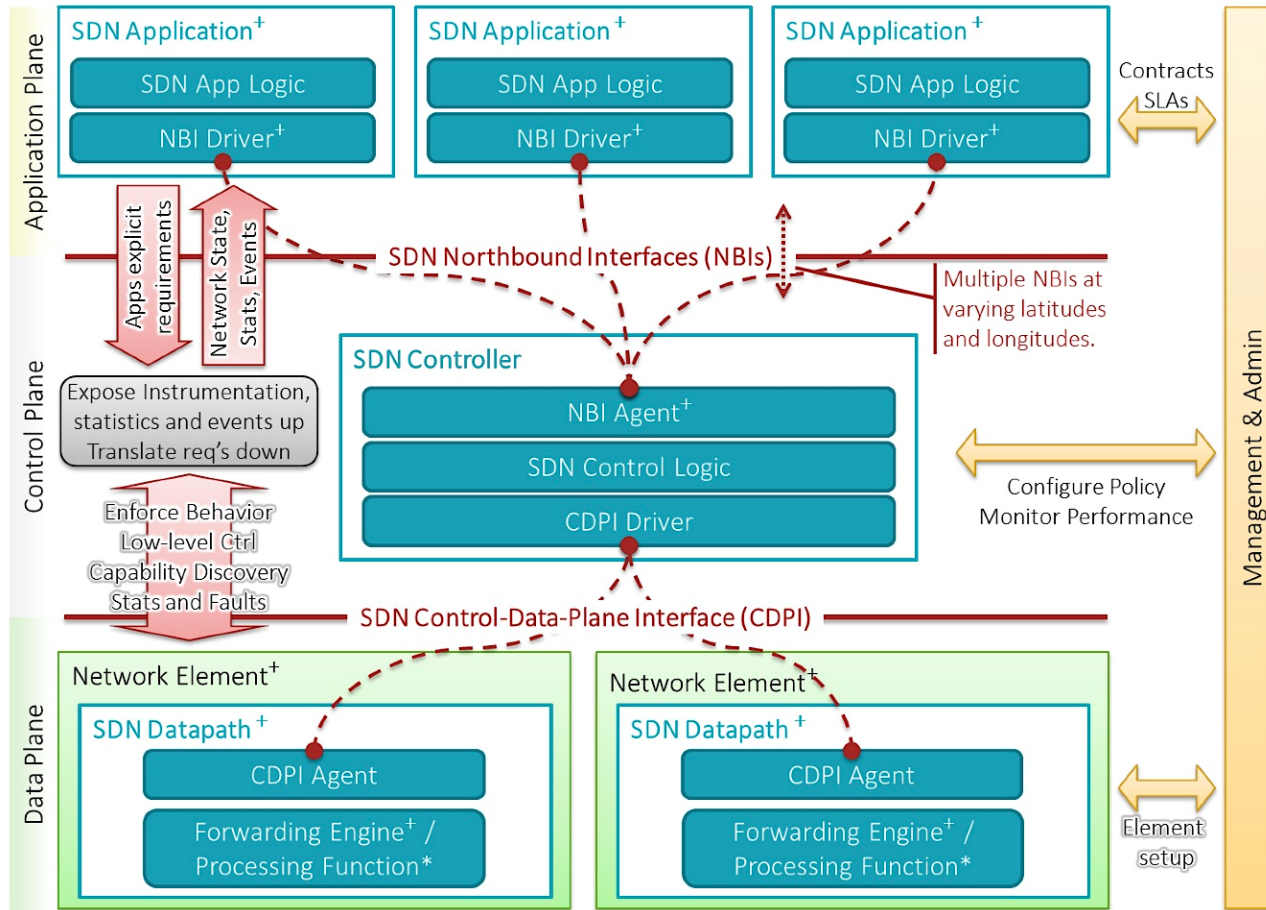 Application Plane
SDN Application+
SDN App Logic
NBI Driver+
SDN Application+
SDN App Logic
NBI Driver+
SDN Application+
SDN App Logic
NBI Driver+
Contracts
SLAs
Apps explicit
requirements
Network State,
Stats, Events
SDN Northbound Interfaces (NBIs)
Multiple NBIs at
varying latitudes
and longitudes.
Control Plane
Expose Instrumentation,
statistics and events up
Translate req's down
SDN Controller
NBI Agent+
SDN Control Logic
CDPI Driver
Configure Policy
Monitor Performance
Management & Admin
Enforce Behavior
Low-level Ctrl
Capability Discovery
Stats and Faults
SDN Control-Data-Plane Interface (CDPI)
Data Plane
Network Element+
SDN Datapath+
CDPI Agent
Forwarding Engine+ /
Processing Function*
Network Element+
SDN Datapath+
CDPI Agent
Forwarding Engine+ /
Processing Function*
Element
setup